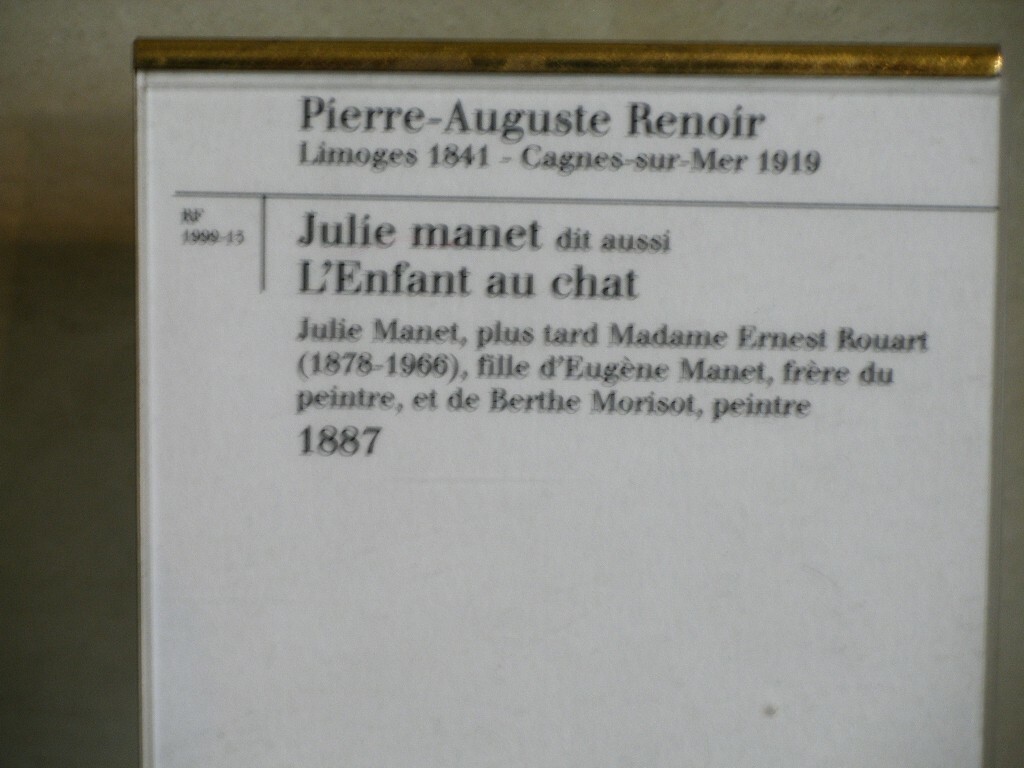 Pierre-Auguste Renoir
Limoges 1841 - Cagnes-sur-Mer 1919
RF
1999-13
Julie manet dit aussi
L'Enfant au chat
Julie Manet, plus tard Madame Ernest Rouart
(1878-1966), fille d'Eugène Manet, frère du
peintre, et de Berthe Morisot, peintre
1887